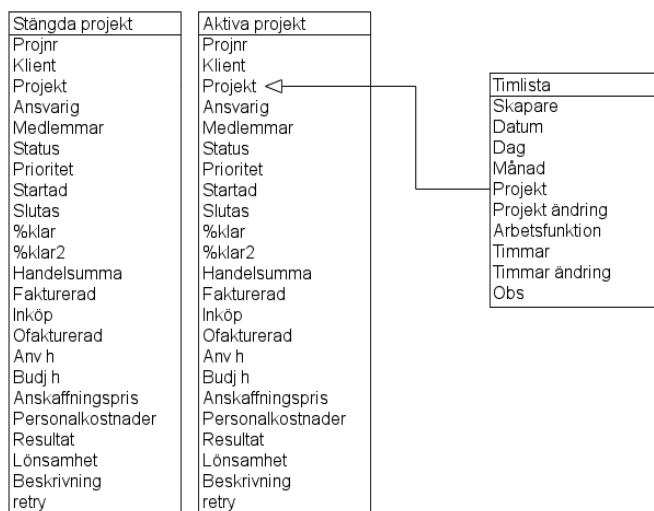 Stängda projekt
Projnr
Klient
Projekt
Ansvarig
Medlemmar
Status
Prioritet
Startad
Slutas
%klar
%klar2
Handelsumma
Fakturerad
Inköp
Ofakturerad
Anv h
Budj h
Anskaffningspris
Personalkostnader
Resultat
Lönsamhet
Beskrivning
retry
Aktiva projekt
Projnr
Klient
Projekt
Ansvarig
Medlemmar
Status
Prioritet
Startad
Slutas
%klar
%klar2
Handelsumma
Fakturerad
Inköp
Ofakturerad
Anv h
Budj h
Anskaffningspris
Personalkostnader
Resultat
Lönsamhet
Beskrivning
retry
Timlista
Skapare
Datum
Dag
Månad
Projekt
Projekt ändring
Arbetsfunktion
Timmar
Timmar ändring
Obs